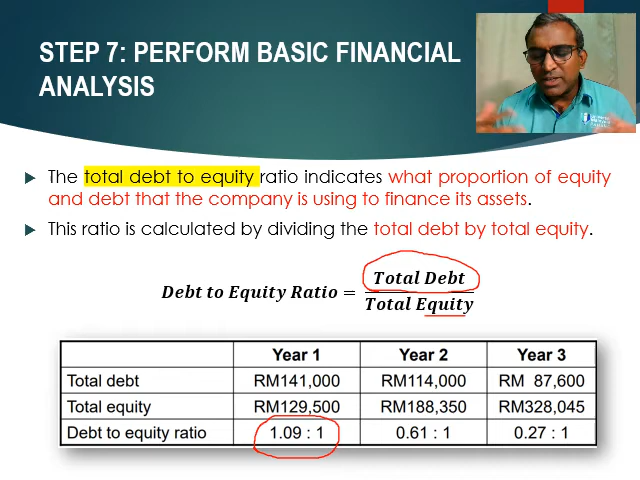 STEP 7: PERFORM BASIC FINANCIAL
ANALYSIS
The total debt to equity ratio indicates what proportion of equity
and debt that the company is using to finance its assets.
This ratio is calculated by dividing the total debt by total equity.
Debt to Equity Ratio = Total Debt
Total Equity
Year 1 Year 2 Year 3
Total debt RM141,000 RM114,000 RM 87,600
Total equity RM129,500 RM188,350 RM328,045
Debt to equity ratio 1.09 : 1 0.61 : 1 0.27 : 1